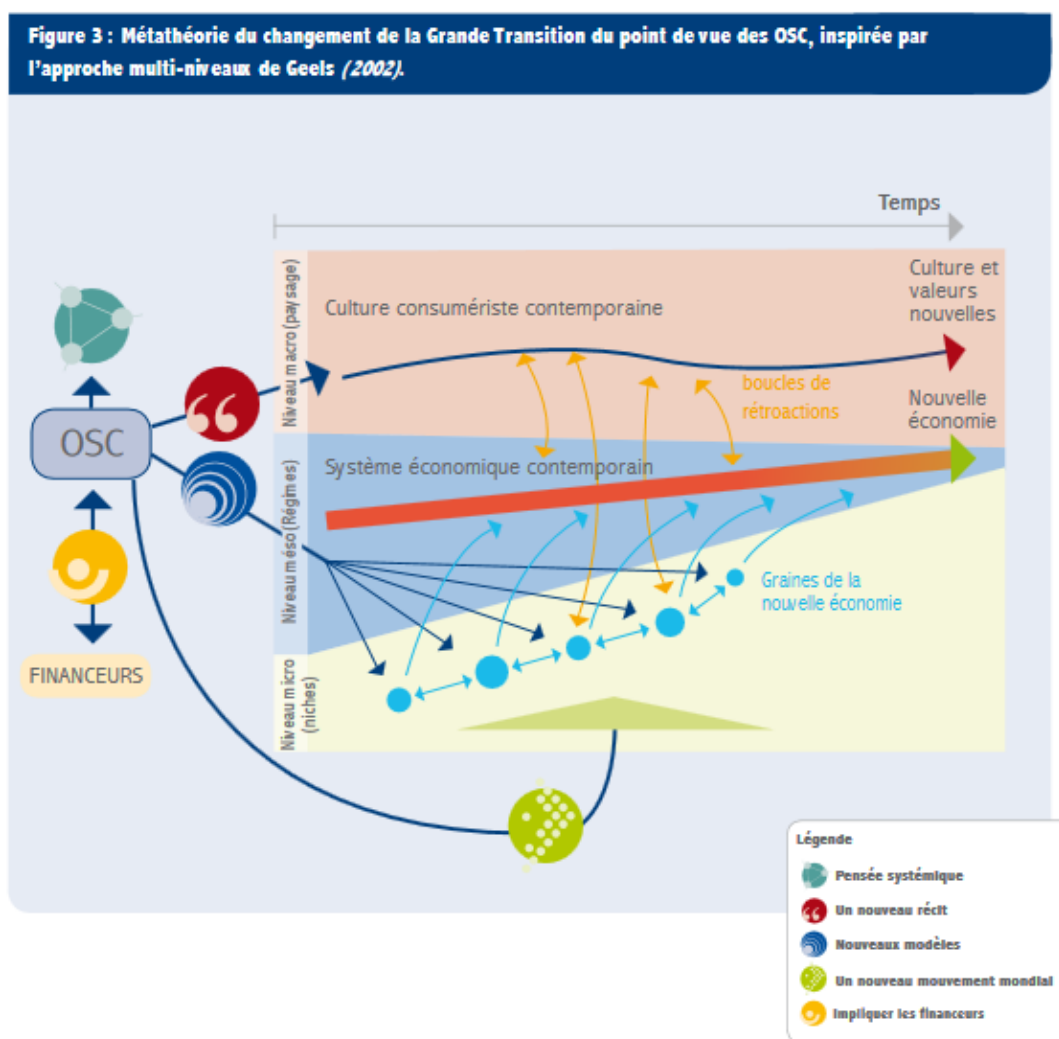 Figure 3 : Métathéorie du changement de la Grande Transition du point de vue des OSC, inspirée par
l'approche multi-niveaux de Geels (2002).
Temps
Niveau macro (paysage)
Culture consumériste contemporaine
Culture et
valeurs
nouvelles
boucles de
rétroactions
Nouvelle
économie
OSC
Niveau méso (Régimes)
Système économique contemporain
Graines de la
nouvelle économie
FINANCEURS
Niveau micro
(niches)
Légende
Pensée systémique
Un nouveau récit
Nouveaux modèles
Un nouveau mouvement mondial
Impliquer les financeurs